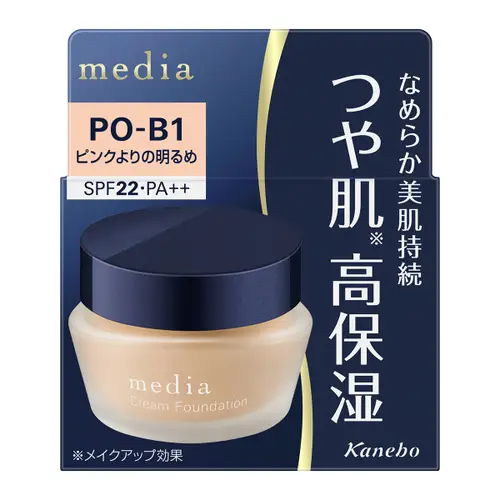 media
PO-B1
ピンクよりの明るめ
SPF22・PA++
なめらか美肌持続
つや肌※高保湿
media
Cream Foundation
※メイクアップ効果
Kanebo